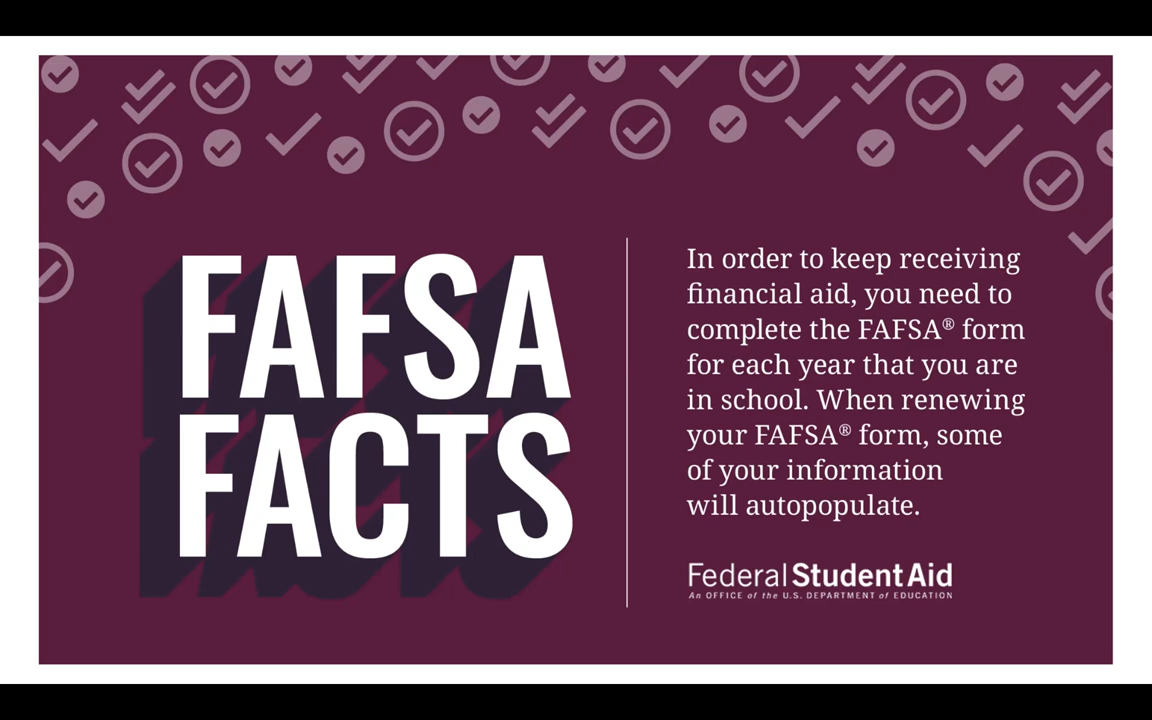 FAFSA
FACTS
In order to keep receiving
financial aid, you need to
complete the FAFSA® form
for each year that you are
in school. When renewing
your FAFSA® form, some
of your information
will autopopulate.
Federal Student Aid
An OFFICE of the U.S. DEPARTMENT of EDUCATION